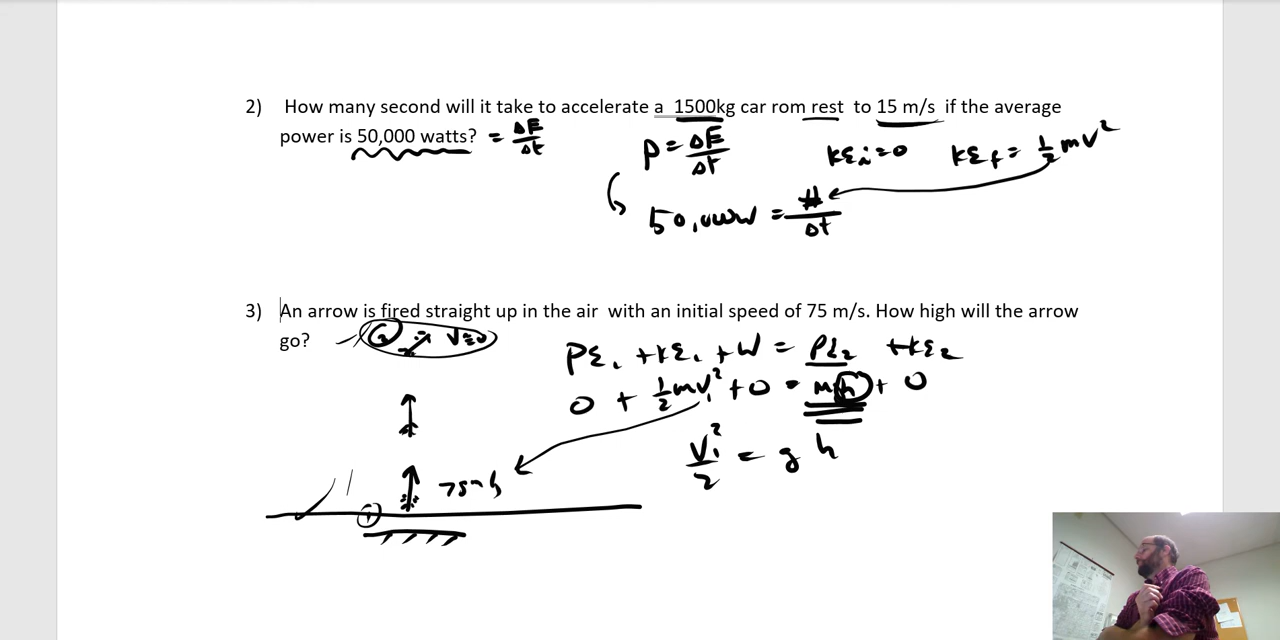 2) How many second will it take to accelerate a 1500kg car rom rest to 15 m/s if the average
power is 50,000 watts? = ΔE/Δt
P = ΔE/Δt
KEi = 0 KEf = ½mv²
50,000W = #/Δt
3) An arrow is fired straight up in the air with an initial speed of 75 m/s. How high will the arrow
go?
2 V=0
PE₁ + KE₁ + W = PE₂ + KE₂
0 + ½mv₁² + 0 = mgh + 0
v₁²/2 = g h
75m/s
1